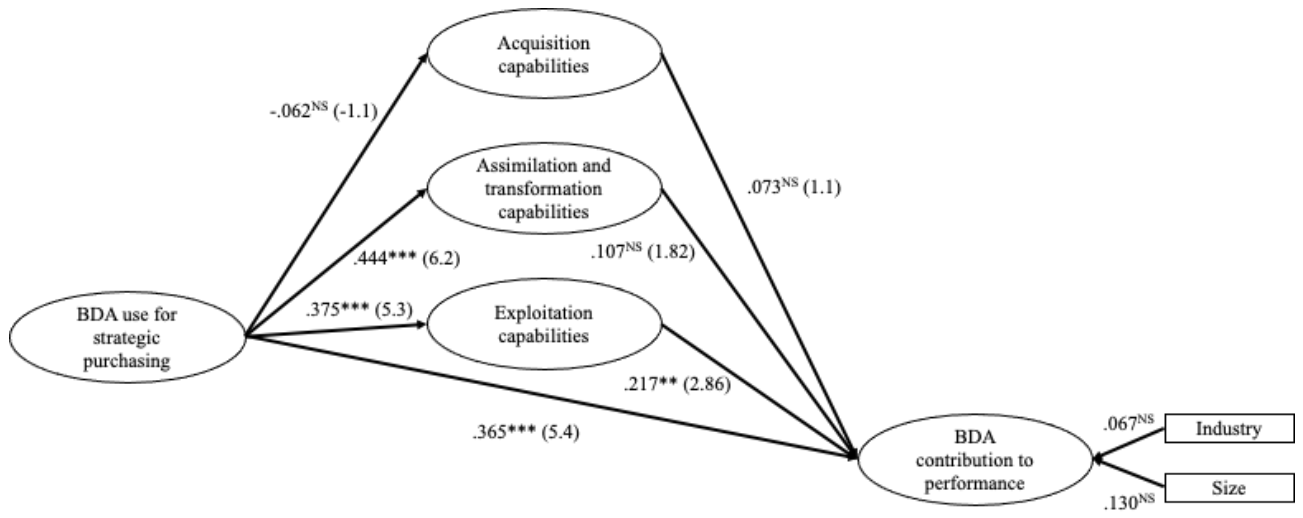 Acquisition
capabilities
-.062NS (-1.1)
Assimilation and
transformation
capabilities
.073NS (1.1)
.444*** (6.2)
.107NS (1.82)
.375*** (5.3)
Exploitation
capabilities
BDA use for
strategic
purchasing
.217** (2.86)
.365*** (5.4)
BDA
contribution to
performance
.067NS
Industry
Size
.130NS